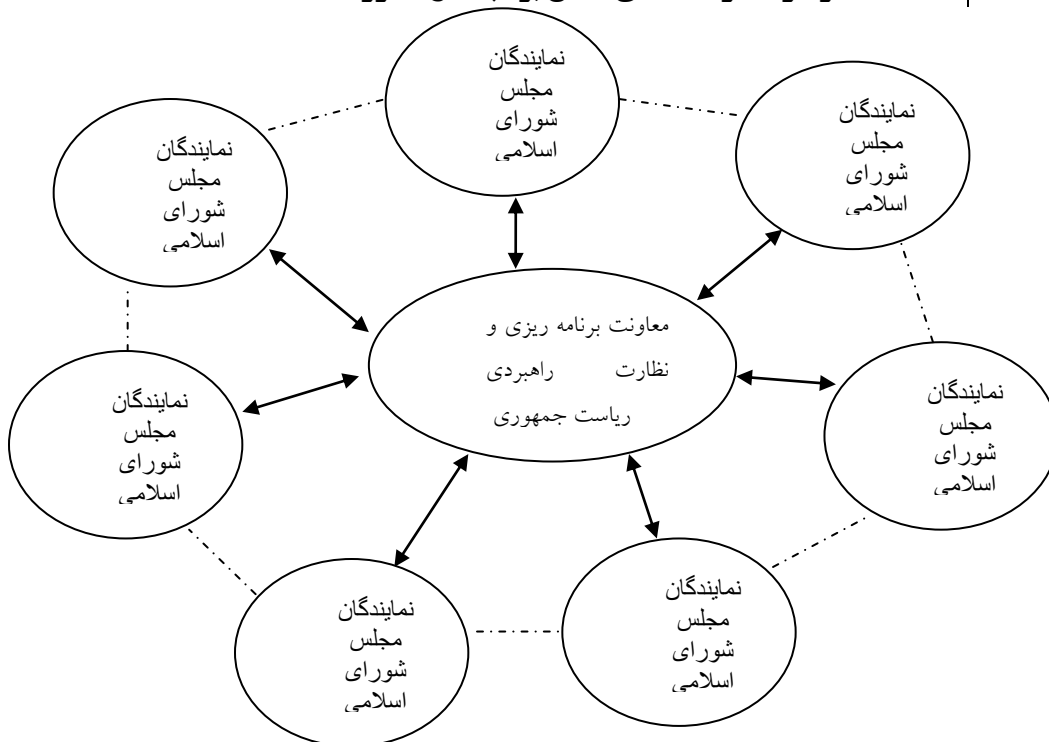 نمایندگان
مجلس
شورای
اسلامی
نمایندگان
مجلس
شورای
اسلامی
نمایندگان
مجلس
شورای
اسلامی
معاونت برنامه ریزی و
نظارت راهبردی
ریاست جمهوری
نمایندگان
مجلس
شورای
اسلامی
نمایندگان
مجلس
شورای
اسلامی
نمایندگان
مجلس
شورای
اسلامی
نمایندگان
مجلس
شورای
اسلامی